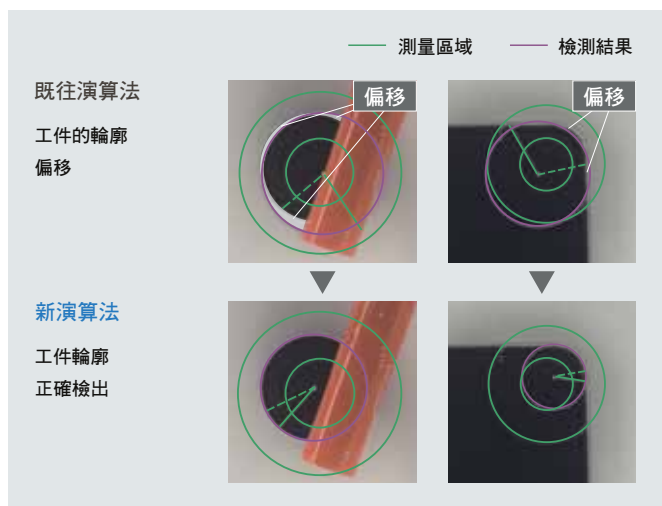 測量區域
檢測結果
既往演算法
工件的輪廓
偏移
偏移
偏移
新演算法
工件輪廓
正確檢出